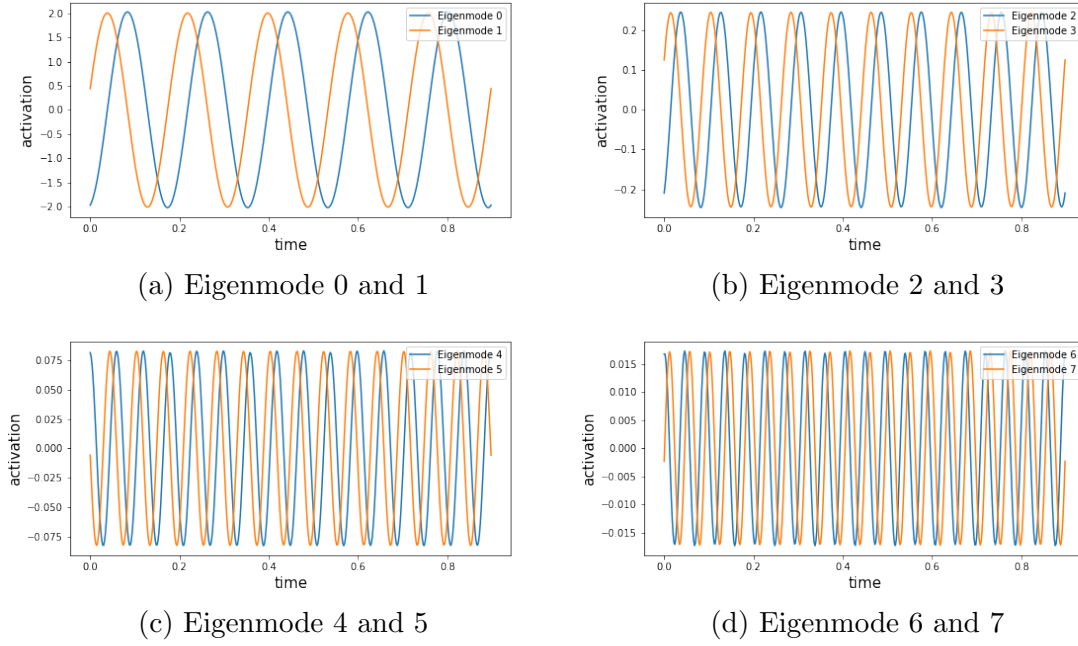 activation
2.0
1.5
1.0
0.5
0.0
−0.5
−1.0
−1.5
−2.0
Eigenmode 0
Eigenmode 1
0.0 0.2 0.4 0.6 0.8
time
(a) Eigenmode 0 and 1
activation
0.2
0.1
0.0
−0.1
−0.2
Eigenmode 2
Eigenmode 3
0.0 0.2 0.4 0.6 0.8
time
(b) Eigenmode 2 and 3
activation
0.075
0.050
0.025
0.000
−0.025
−0.050
−0.075
Eigenmode 4
Eigenmode 5
0.0 0.2 0.4 0.6 0.8
time
(c) Eigenmode 4 and 5
activation
0.015
0.010
0.005
0.000
−0.005
−0.010
−0.015
Eigenmode 6
Eigenmode 7
0.0 0.2 0.4 0.6 0.8
time
(d) Eigenmode 6 and 7